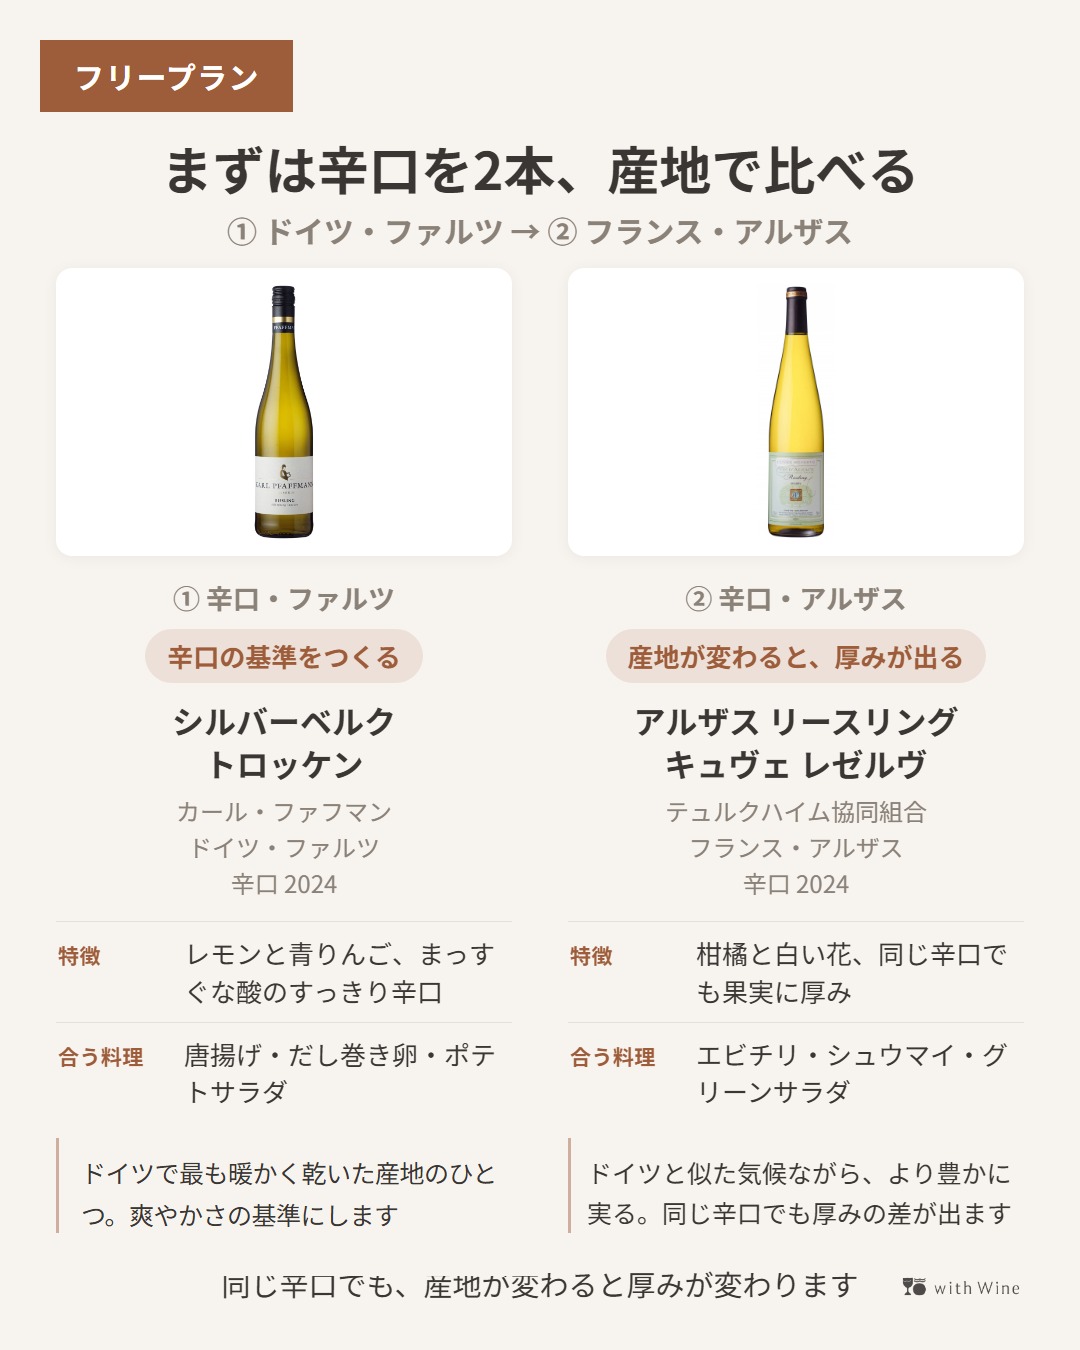 フリープラン
まずは辛口を2本、産地で比べる
① ドイツ・ファルツ → ② フランス・アルザス
CARL PFAFFMANN
RIESLING
Riesling
① 辛口・ファルツ
辛口の基準をつくる
シルバーベルク
トロッケン
カール・ファフマン
ドイツ・ファルツ
辛口 2024
特徴
レモンと青りんご、まっす
ぐな酸のすっきり辛口
合う料理
唐揚げ・だし巻き卵・ポテ
トサラダ
ドイツで最も暖かく乾いた産地のひと
つ。爽やかさの基準にします
② 辛口・アルザス
産地が変わると、厚みが出る
アルザス リースリング
キュヴェ レゼルヴ
テュルクハイム協同組合
フランス・アルザス
辛口 2024
特徴
柑橘と白い花、同じ辛口で
も果実に厚み
合う料理
エビチリ・シュウマイ・グ
リーンサラダ
ドイツと似た気候ながら、より豊かに
実る。同じ辛口でも厚みの差が出ます
同じ辛口でも、産地が変わると厚みが変わります
with Wine